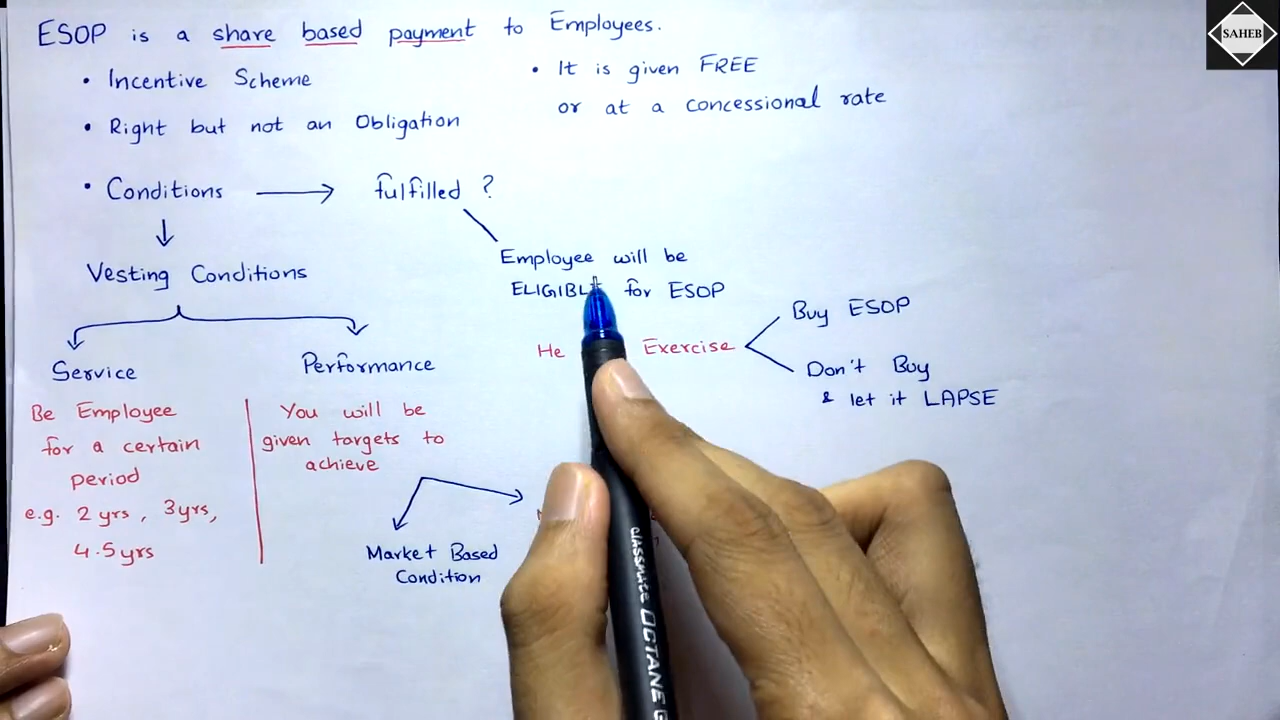 ESOP is a share based payment to Employees.
• Incentive Scheme
• Right but not an Obligation
• It is given FREE
or at a concessional rate
• Conditions → fulfilled ?
Employee will be
for ESOP
He Exercise
Buy ESOP
Don't Buy
& let it LAPSE
↓
Vesting Conditions
Service
Be Employee
for a certain
period
e.g. 2 yrs, 3yrs,
4.5yrs
Performance
You will be
given targets to
achieve
Market Based
Condition
classmate OCTANE
SAHEB